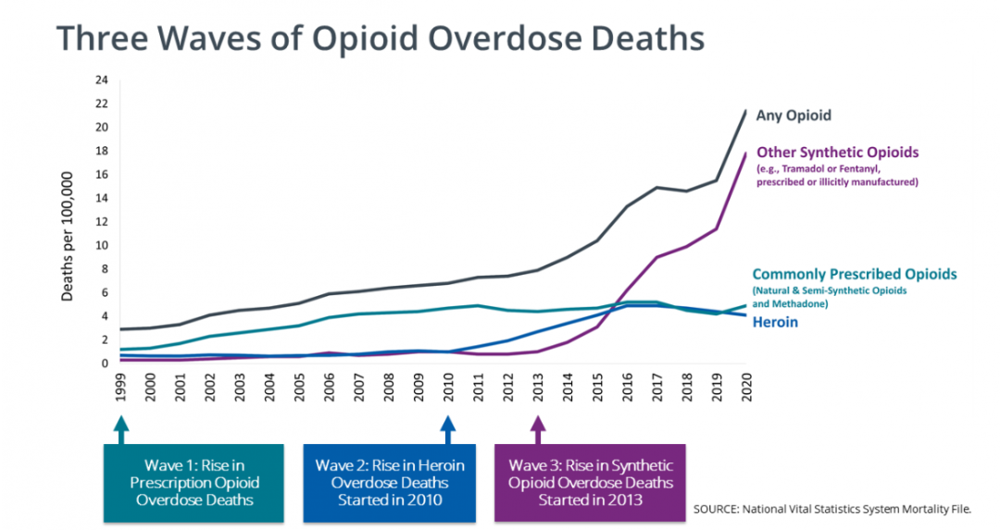 Three Waves of Opioid Overdose Deaths
24
22
20
18
16
14
12
10
8
6
4
2
0
Deaths per 100,000
1999
2000
2001
2002
2003
2004
2005
2006
2007
2008
2009
2010
2011
2012
2013
2014
2015
2016
2017
2018
2019
2020
Any Opioid
Other Synthetic Opioids
(e.g., Tramadol or Fentanyl,
prescribed or illicitly manufactured)
Commonly Prescribed Opioids
(Natural & Semi-Synthetic Opioids
and Methadone)
Heroin
Wave 1: Rise in
Prescription Opioid
Overdose Deaths
Wave 2: Rise in Heroin
Overdose Deaths
Started in 2010
Wave 3: Rise in Synthetic
Opioid Overdose Deaths
Started in 2013
SOURCE: National Vital Statistics System Mortality File.